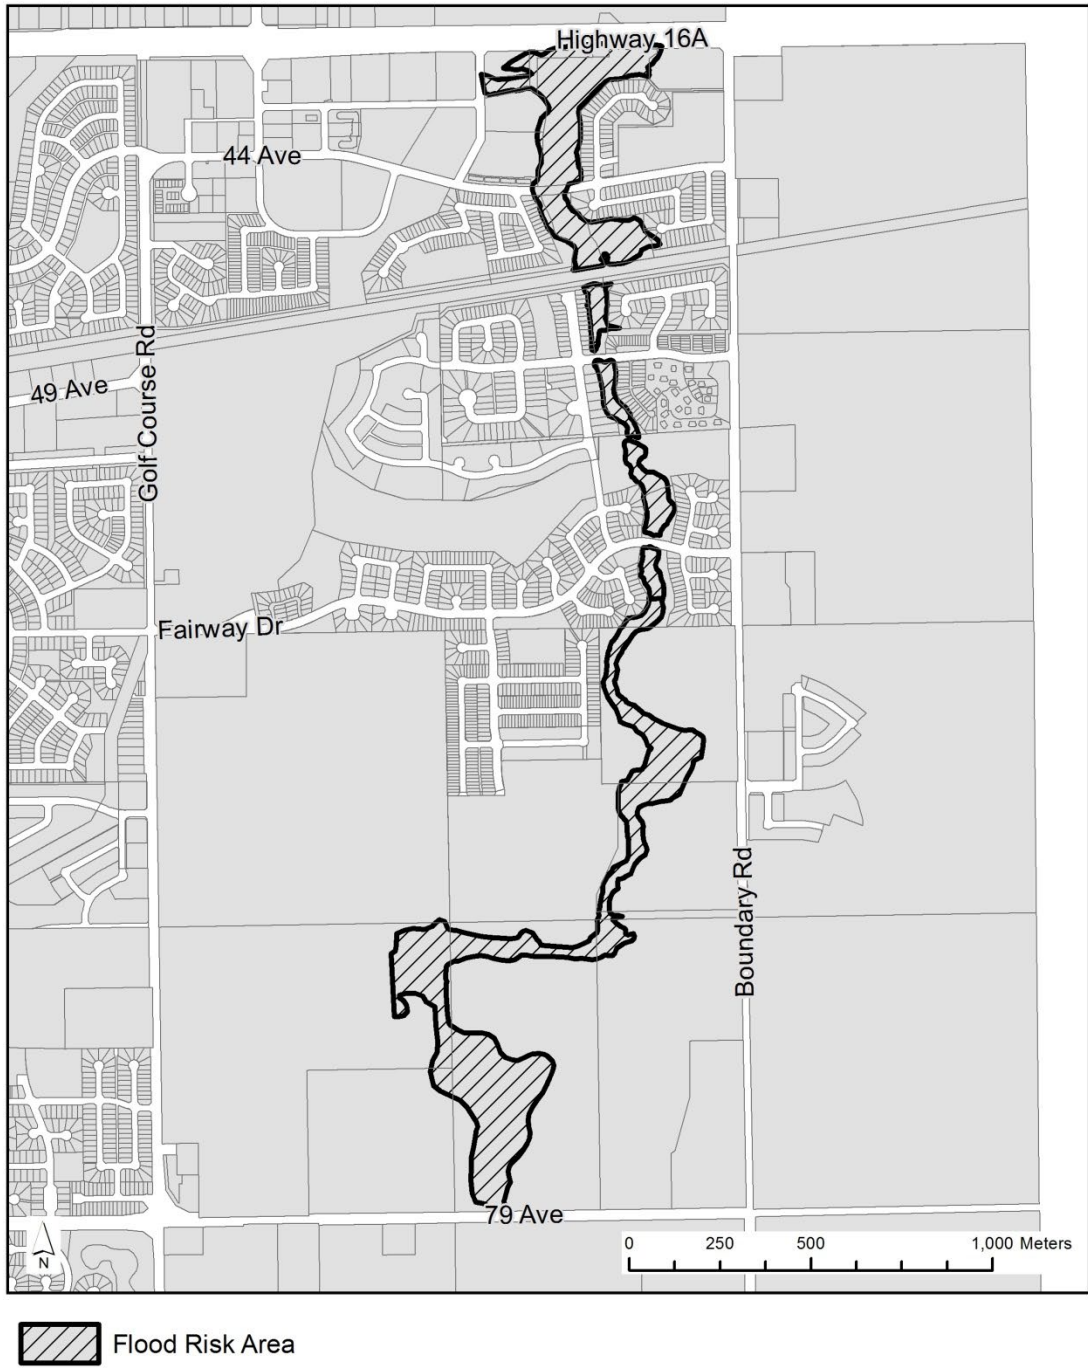 Highway 16A
44 Ave
49 Ave
Golf Course Rd
Fairway Dr
Boundary Rd
79 Ave
0 250 500 1,000 Meters
N
Flood Risk Area